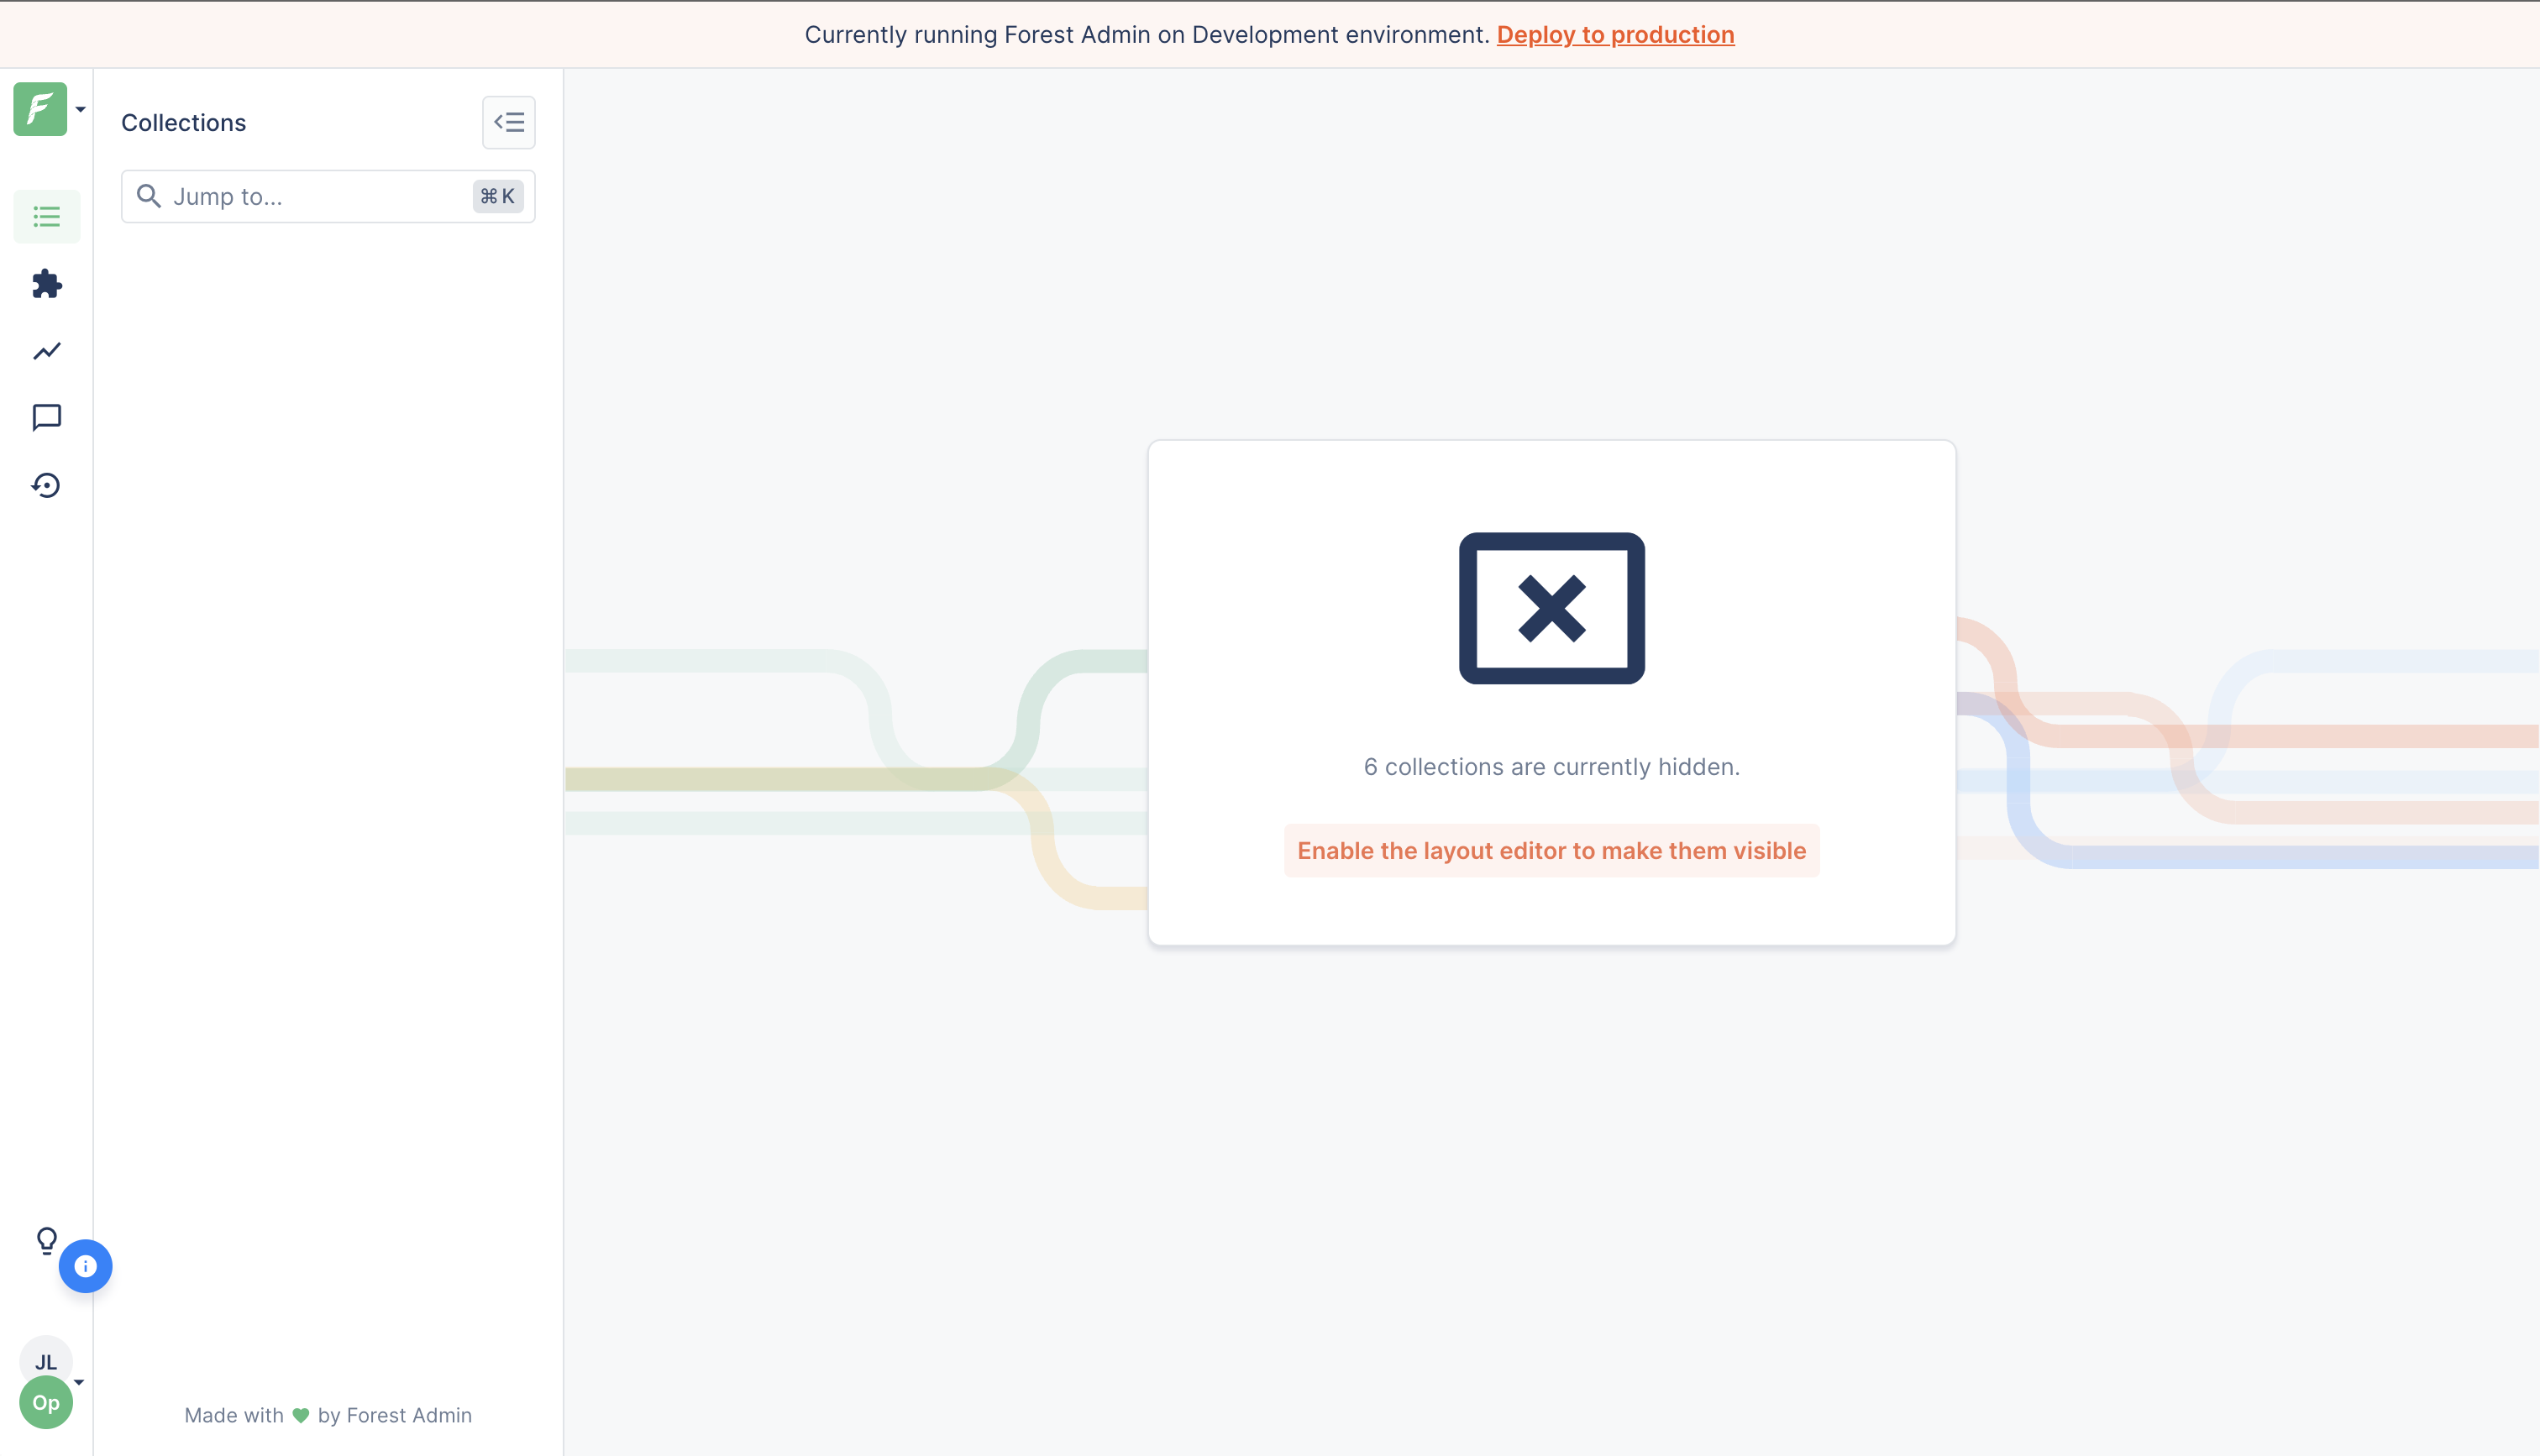 Currently running Forest Admin on Development environment. Deploy to production
Collections
Jump to...
⌘K
6 collections are currently hidden.
Enable the layout editor to make them visible
JL
Op
Made with 💚 by Forest Admin